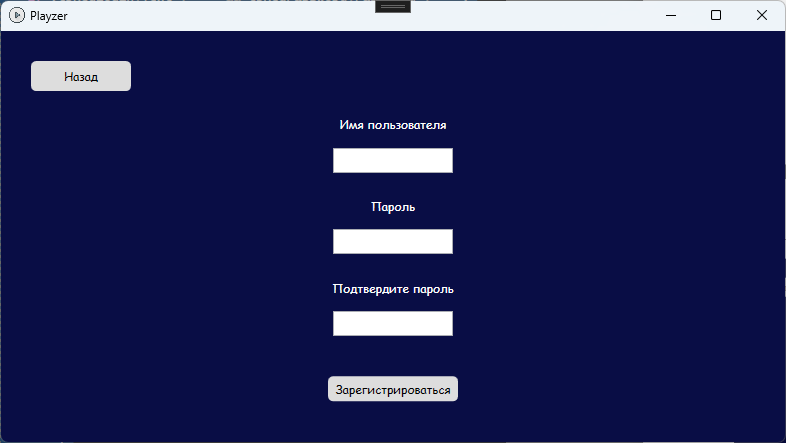 Playzer
Назад
Имя пользователя
Пароль
Подтвердите пароль
Зарегистрироваться